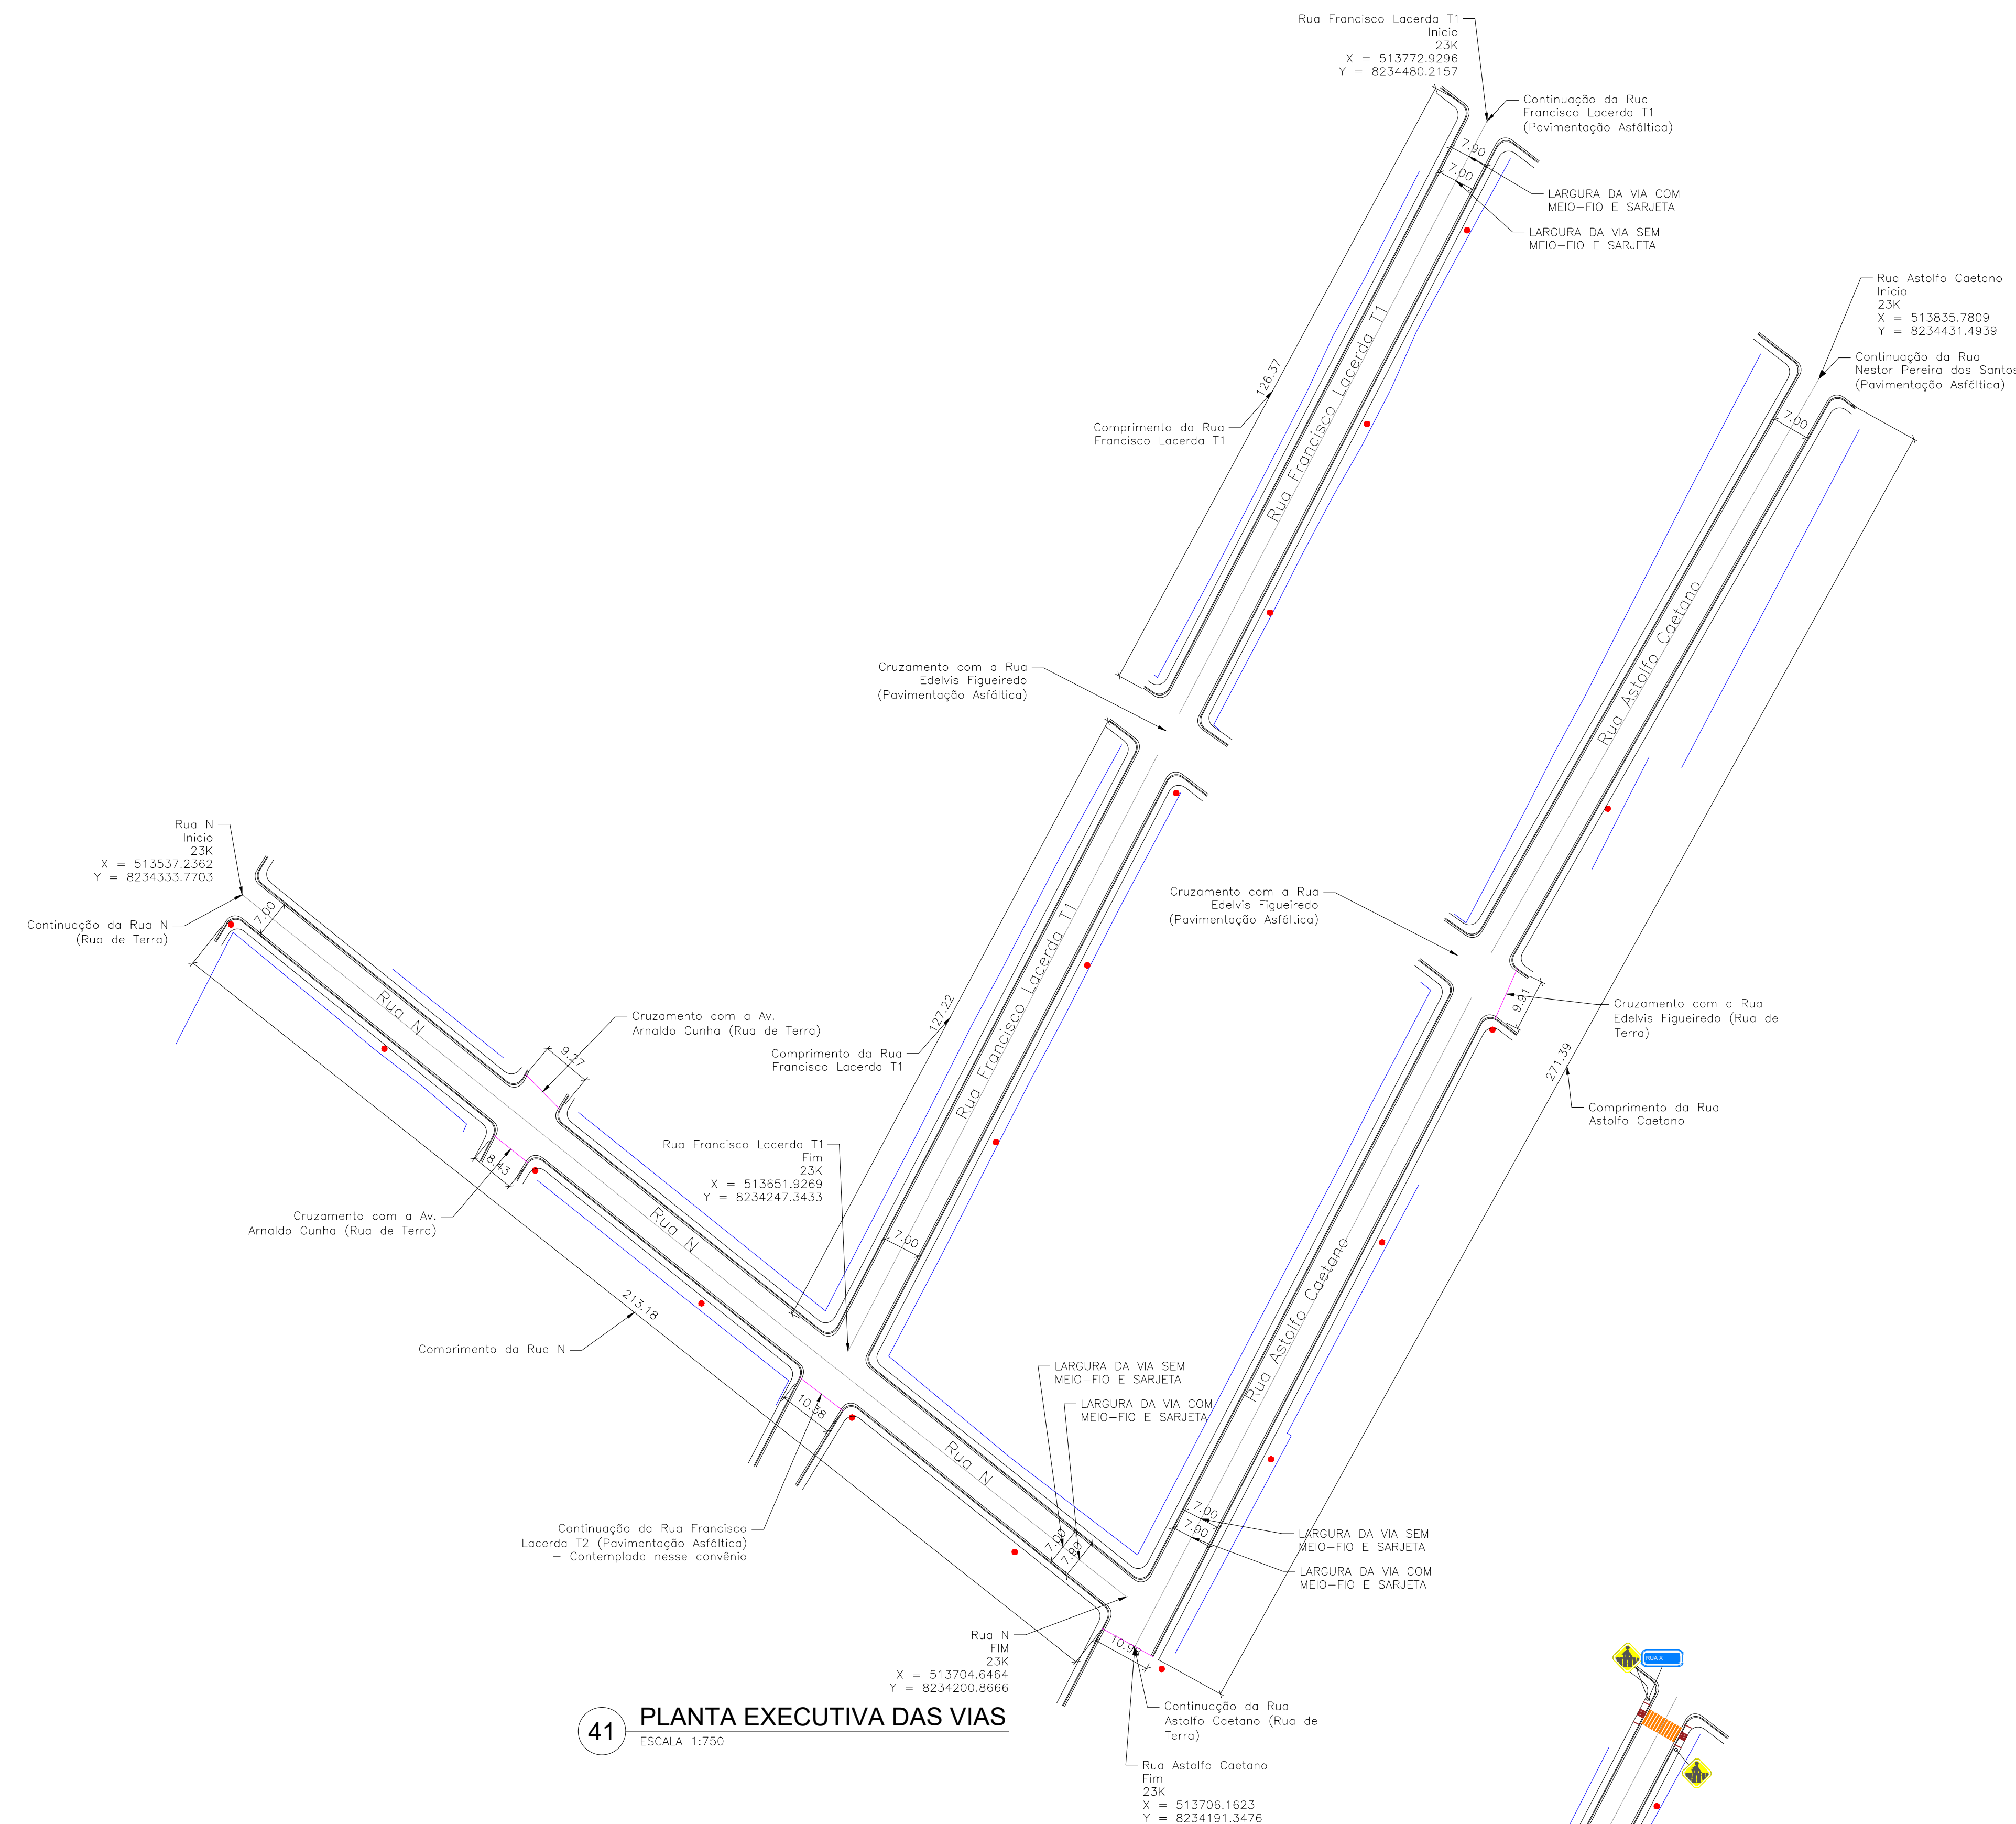 Rua Francisco Lacerda T1
Inicio
23K
X = 513772.9296
Y = 8234480.2157
Continuação da Rua
Francisco Lacerda T1
(Pavimentação Asfáltica)
7.90
7.00
LARGURA DA VIA COM
MEIO-FIO E SARJETA
LARGURA DA VIA SEM
MEIO-FIO E SARJETA
Rua Astolfo Caetano
Inicio
23K
X = 513835.7809
Y = 8234431.4939
Continuação da Rua
Nestor Pereira dos Santos
(Pavimentação Asfáltica)
7.00
126.37
Comprimento da Rua
Francisco Lacerda T1
Rua Francisco Lacerda T1
Rua Astolfo Caetano
Cruzamento com a Rua
Edelvis Figueiredo
(Pavimentação Asfáltica)
Rua N
Inicio
23K
X = 513537.2362
Y = 8234333.7703
Continuação da Rua N
(Rua de Terra)
7.00
Cruzamento com a Rua
Edelvis Figueiredo
(Pavimentação Asfáltica)
Rua N
Cruzamento com a Av.
Arnaldo Cunha (Rua de Terra)
9.27
127.22
Comprimento da Rua
Francisco Lacerda T1
Rua Francisco Lacerda T1
9.91
Cruzamento com a Rua
Edelvis Figueiredo (Rua de
Terra)
271.39
Comprimento da Rua
Astolfo Caetano
Rua Francisco Lacerda T1
Fim
23K
X = 513651.9269
Y = 8234247.3433
8.43
Cruzamento com a Av.
Arnaldo Cunha (Rua de Terra)
Rua N
7.00
213.18
Comprimento da Rua N
Rua Astolfo Caetano
LARGURA DA VIA SEM
MEIO-FIO E SARJETA
LARGURA DA VIA COM
MEIO-FIO E SARJETA
10.38
Rua N
7.00
7.90
Continuação da Rua Francisco
Lacerda T2 (Pavimentação Asfáltica)
- Contemplada nesse convênio
7.00
7.90
LARGURA DA VIA SEM
MEIO-FIO E SARJETA
LARGURA DA VIA COM
MEIO-FIO E SARJETA
Rua N
FIM
23K
X = 513704.6464
Y = 8234200.8666
Continuação da Rua
Astolfo Caetano (Rua de
Terra)
Rua Astolfo Caetano
Fim
23K
X = 513706.1623
Y = 8234191.3476
41
PLANTA EXECUTIVA DAS VIAS
ESCALA 1:750
RUA X